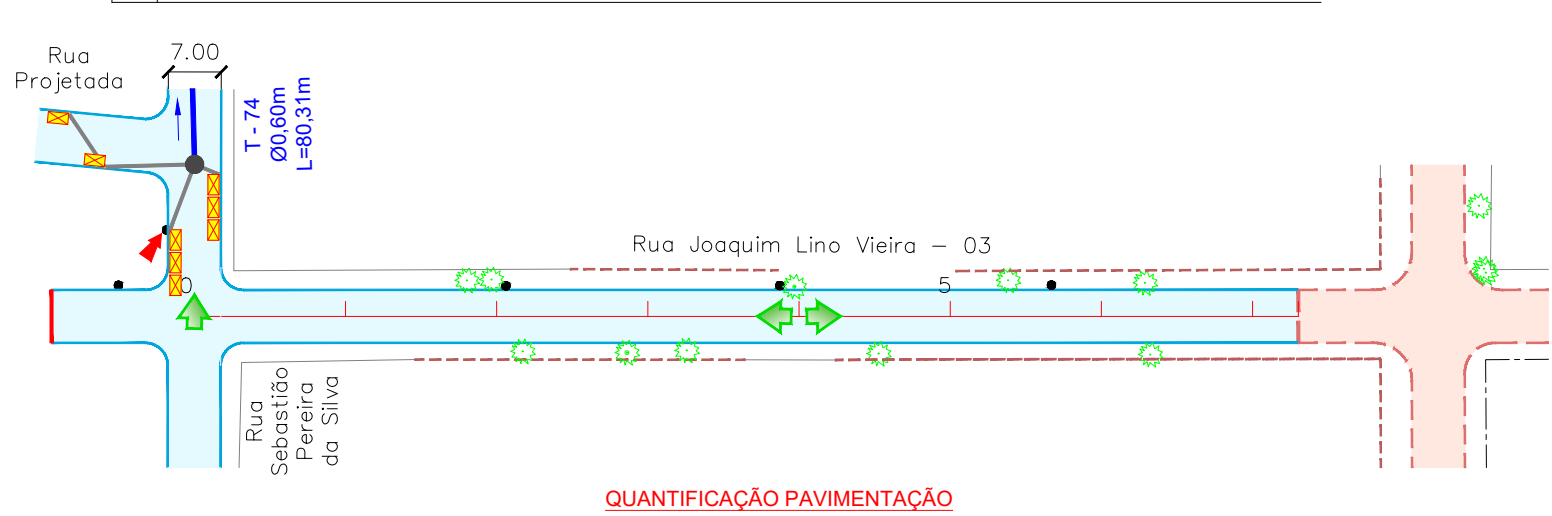 Rua
Projetada
7.00
T - 74
Ø0,60m
L=80,31m
Rua Joaquim Lino Vieira - 03
0
5
Rua
Sebastião
Pereira
da Silva
QUANTIFICAÇÃO PAVIMENTAÇÃO